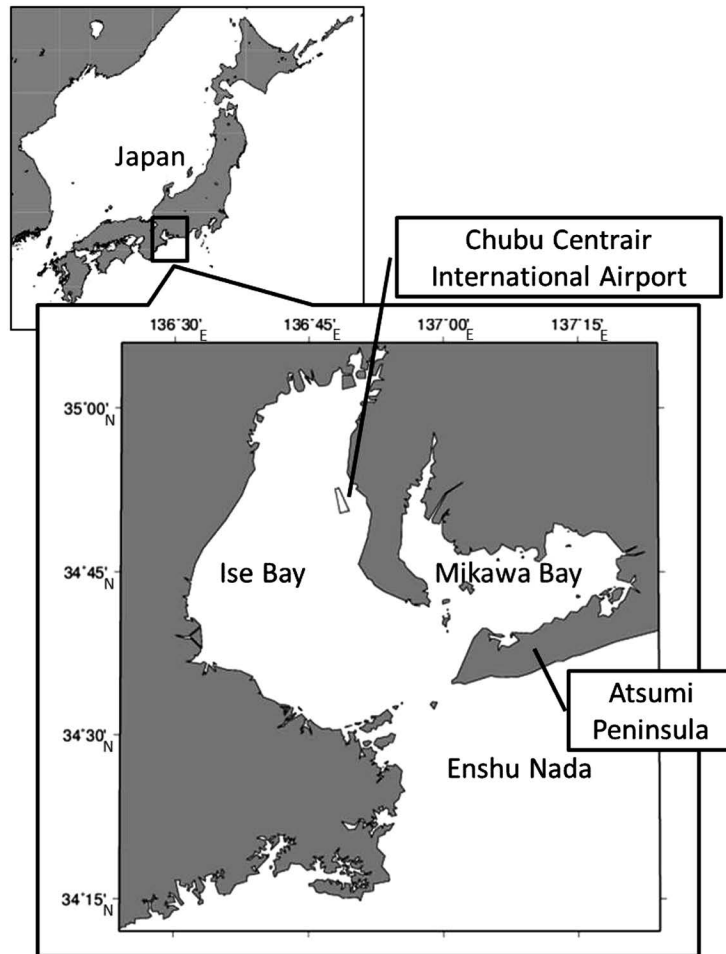 Japan
Chubu Centrair
International Airport
136°30' E
136°45' E
137°00' E
137°15' E
35°00' N
34°45' N
Ise Bay
Mikawa Bay
Atsumi
Peninsula
34°30' N
Enshu Nada
34°15' N